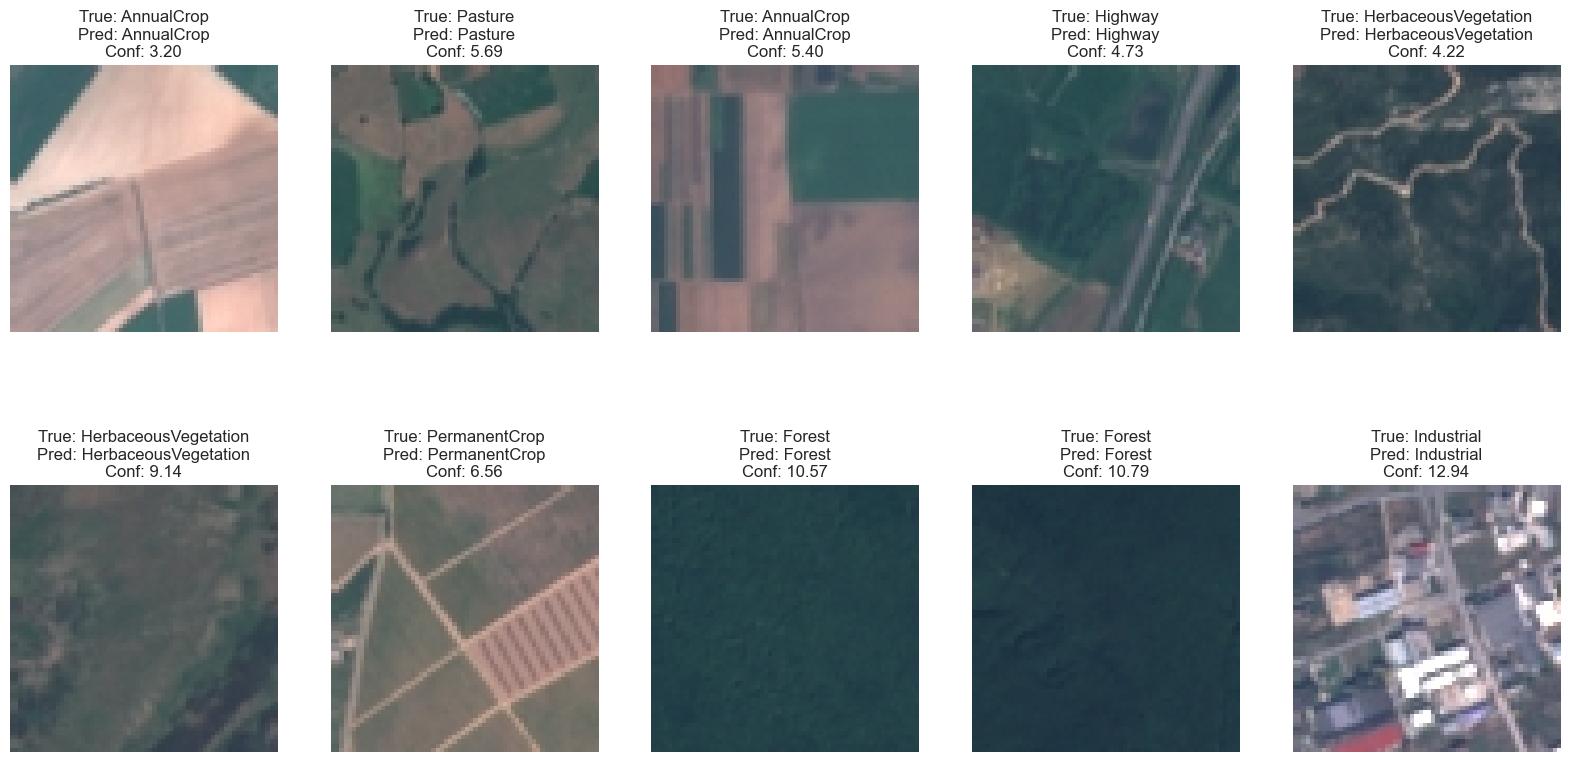 True: AnnualCrop
Pred: AnnualCrop
Conf: 3.20
True: Pasture
Pred: Pasture
Conf: 5.69
True: AnnualCrop
Pred: AnnualCrop
Conf: 5.40
True: Highway
Pred: Highway
Conf: 4.73
True: HerbaceousVegetation
Pred: HerbaceousVegetation
Conf: 4.22
True: HerbaceousVegetation
Pred: HerbaceousVegetation
Conf: 9.14
True: PermanentCrop
Pred: PermanentCrop
Conf: 6.56
True: Forest
Pred: Forest
Conf: 10.57
True: Forest
Pred: Forest
Conf: 10.79
True: Industrial
Pred: Industrial
Conf: 12.94